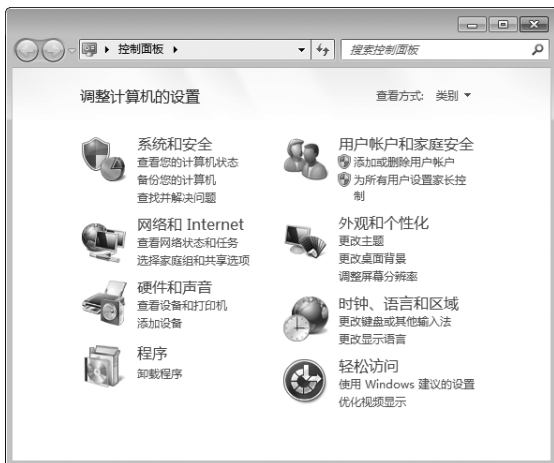 控制面板
搜索控制面板
调整计算机的设置
查看方式: 类别
系统和安全
查看您的计算机状态
备份您的计算机
查找并解决问题
网络和 Internet
查看网络状态和任务
选择家庭组和共享选项
硬件和声音
查看设备和打印机
添加设备
程序
卸载程序
用户帐户和家庭安全
添加或删除用户帐户
为所有用户设置家长控
制
外观和个性化
更改主题
更改桌面背景
调整屏幕分辨率
时钟、语言和区域
更改键盘或其他输入法
更改显示语言
轻松访问
使用 Windows 建议的设置
优化视频显示